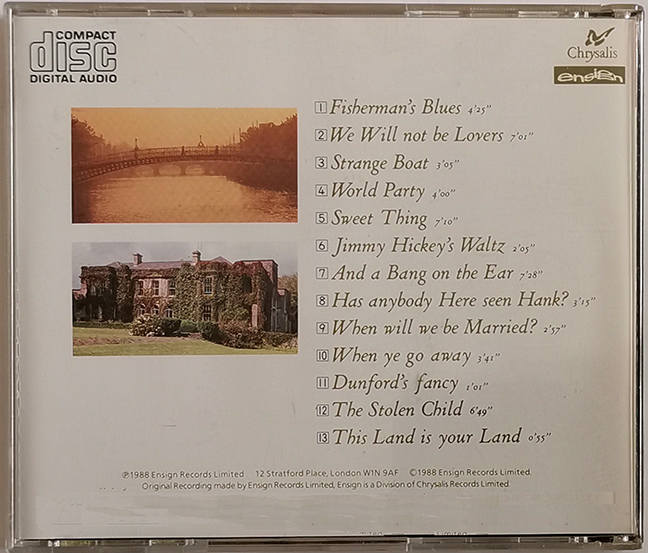 COMPACT
disc
DIGITAL AUDIO
Chrysalis
ensign
1 Fisherman's Blues 4'25"
2 We Will not be Lovers 7'01"
3 Strange Boat 3'05"
4 World Party 4'00"
5 Sweet Thing 7'10"
6 Jimmy Hickey's Waltz 2'05"
7 And a Bang on the Ear 7'28"
8 Has anybody Here seen Hank? 3'15"
9 When will we be Married? 2'57"
10 When ye go away 3'41"
11 Dunford's fancy 1'01"
12 The Stolen Child 6'49"
13 This Land is your Land 0'55"
℗1988 Ensign Records Limited 12 Stratford Place, London W1N 9AF ©1988 Ensign Records Limited.
Original Recording made by Ensign Records Limited, Ensign is a Division of Chrysalis Records Limited.